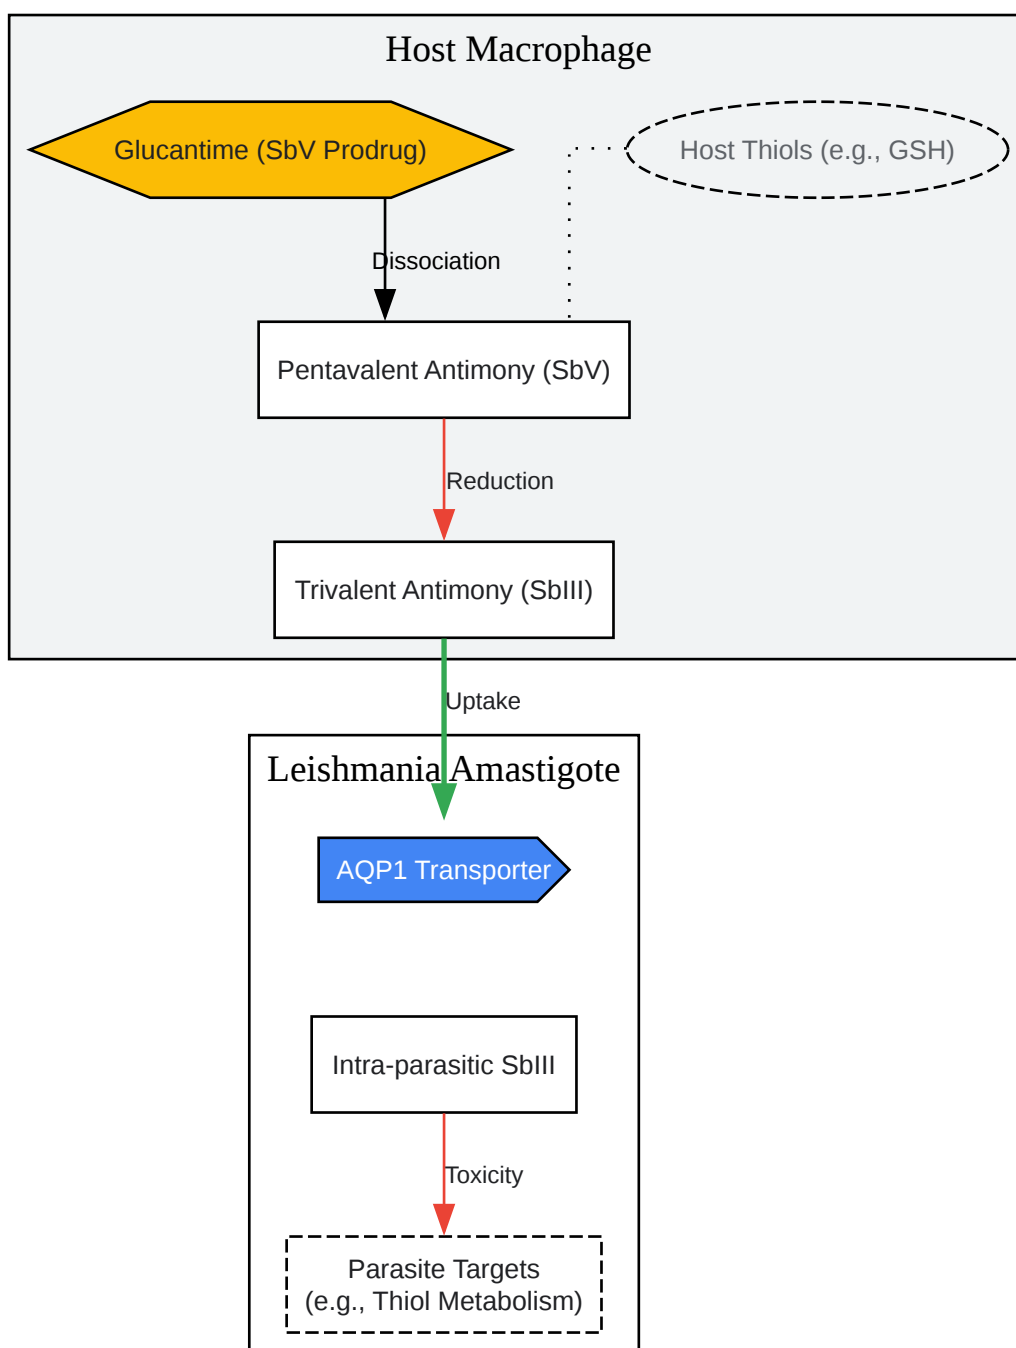 Host Macrophage
Glucantime (SbV Prodrug)
Host Thiols (e.g., GSH)
Dissociation
Pentavalent Antimony (SbV)
Reduction
Trivalent Antimony (SbIII)
Uptake
Leishmania Amastigote
AQP1 Transporter
Intra-parasitic SbIII
Toxicity
Parasite Targets
(e.g., Thiol Metabolism)